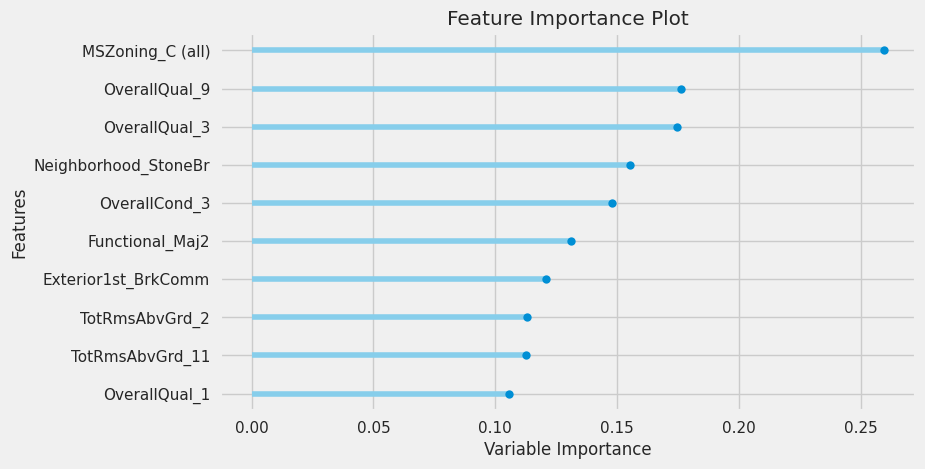 Feature Importance Plot
MSZoning_C (all)
OverallQual_9
OverallQual_3
Neighborhood_StoneBr
OverallCond_3
Functional_Maj2
Exterior1st_BrkComm
TotRmsAbvGrd_2
TotRmsAbvGrd_11
OverallQual_1
Features
0.00 0.05 0.10 0.15 0.20 0.25
Variable Importance